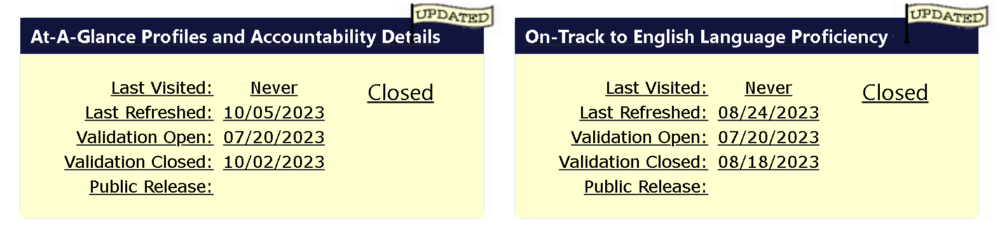 UPDATED
At-A-Glance Profiles and Accountability Details
Last Visited: Never Closed
Last Refreshed: 10/05/2023
Validation Open: 07/20/2023
Validation Closed: 10/02/2023
Public Release:
UPDATED
On-Track to English Language Proficiency
Last Visited: Never Closed
Last Refreshed: 08/24/2023
Validation Open: 07/20/2023
Validation Closed: 08/18/2023
Public Release: